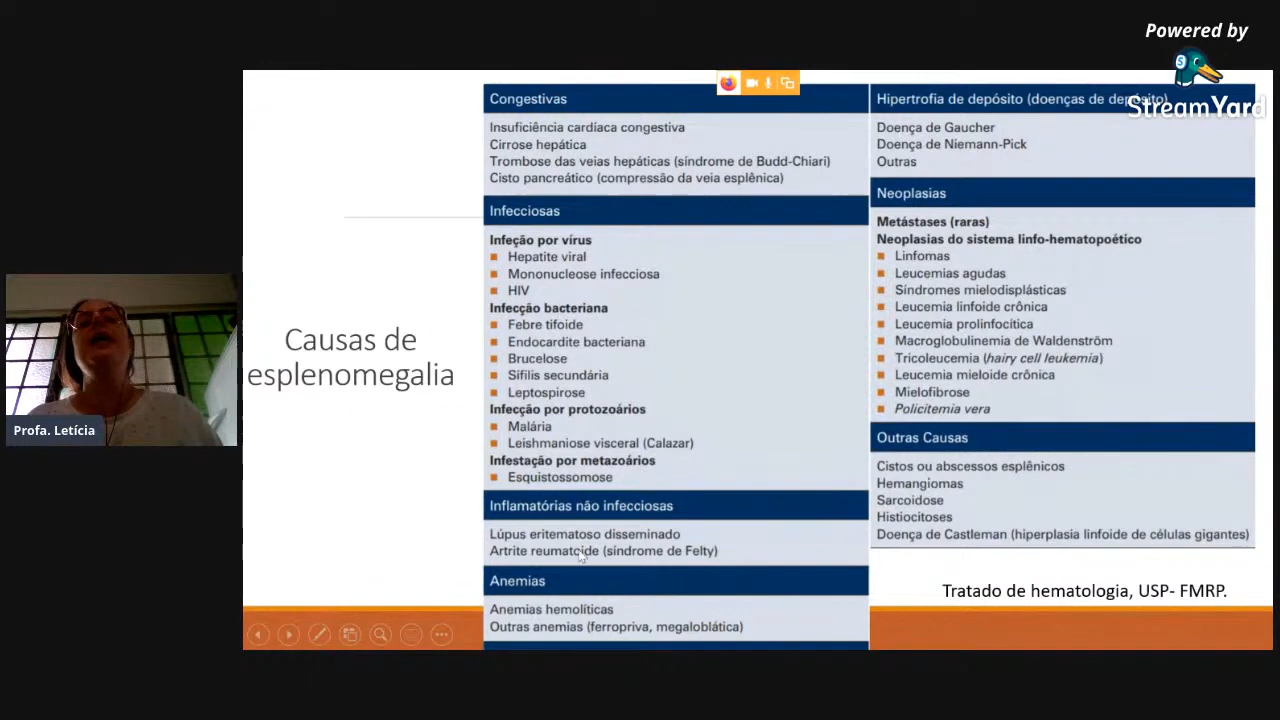 Powered by
StreamYard
Causas de
esplenomegalia
Congestivas
Insuficiência cardíaca congestiva
Cirrose hepática
Trombose das veias hepáticas (síndrome de Budd-Chiari)
Cisto pancreático (compressão da veia esplênica)
Infecciosas
Infeção por vírus
Hepatite viral
Mononucleose infecciosa
HIV
Infecção bacteriana
Febre tifoide
Endocardite bacteriana
Brucelose
Sífilis secundária
Leptospirose
Infecção por protozoários
Malária
Leishmaniose visceral (Calazar)
Infestação por metazoários
Esquistossomose
Inflamatórias não infecciosas
Lúpus eritematoso disseminado
Artrite reumatoide (síndrome de Felty)
Anemias
Anemias hemolíticas
Outras anemias (ferropriva, megaloblática)
Hipertrofia de depósito (doenças de depósito)
Doença de Gaucher
Doença de Niemann-Pick
Outras
Neoplasias
Metástases (raras)
Neoplasias do sistema linfo-hematopoético
Linfomas
Leucemias agudas
Síndromes mielodisplásticas
Leucemia linfoide crônica
Leucemia prolinfocítica
Macroglobulinemia de Waldenström
Tricoleucemia (hairy cell leukemia)
Leucemia mieloide crônica
Mielofibrose
Policitemia vera
Outras Causas
Cistos ou abscessos esplênicos
Hemangiomas
Sarcoidose
Histiocitoses
Doença de Castleman (hiperplasia linfoide de células gigantes)
Tratado de hematologia, USP- FMRP.
Profa. Letícia